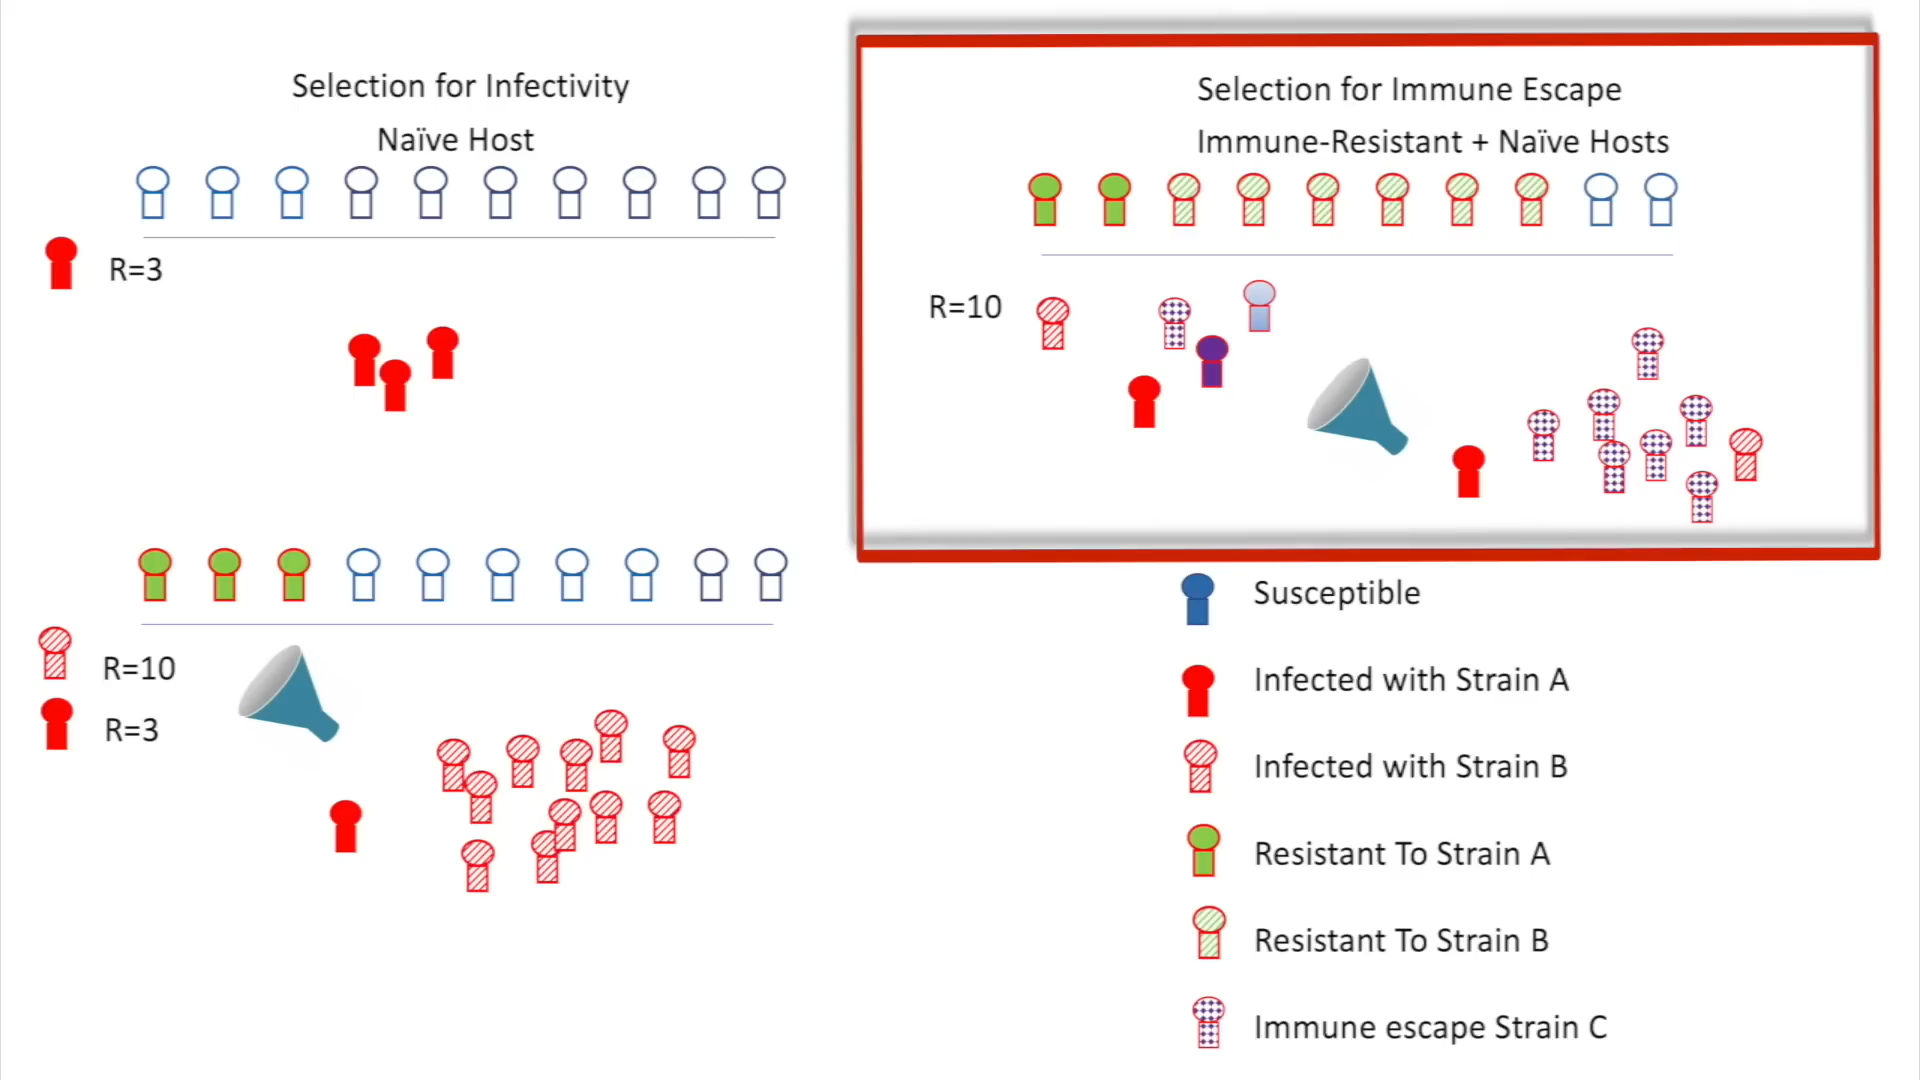 Selection for Infectivity
Naïve Host
R=3
R=10
R=3
Selection for Immune Escape
Immune-Resistant + Naïve Hosts
R=10
Susceptible
Infected with Strain A
Infected with Strain B
Resistant To Strain A
Resistant To Strain B
Immune escape Strain C